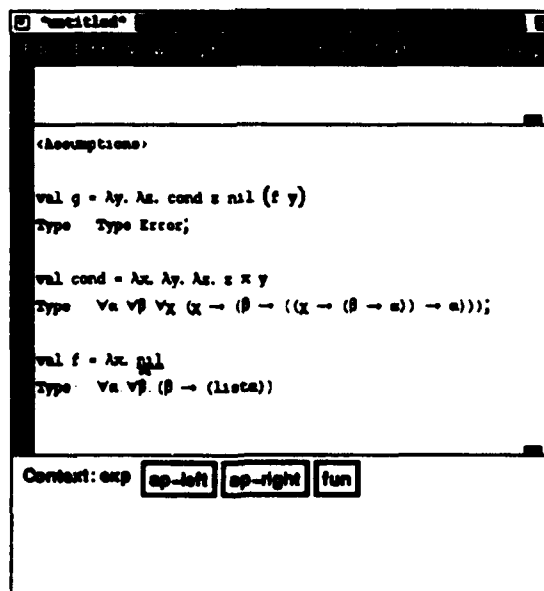 "untitled"
<Assumptions>
val g = λy. λz. cond z nil (f y)
Type Type Error;
val cond = λx. λy. λz. z x y
Type ∀α ∀β ∀χ (χ → (β → ((χ → (β → α)) → α)));
val f = λx. nil
Type ∀α ∀β (β → (listα))
Context: exp ap-left ap-right fun